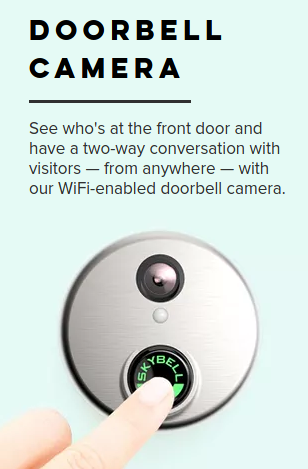 DOORBELL
CAMERA
See who's at the front door and
have a two-way conversation with
visitors — from anywhere — with
our WiFi-enabled doorbell camera.
SKYBELL